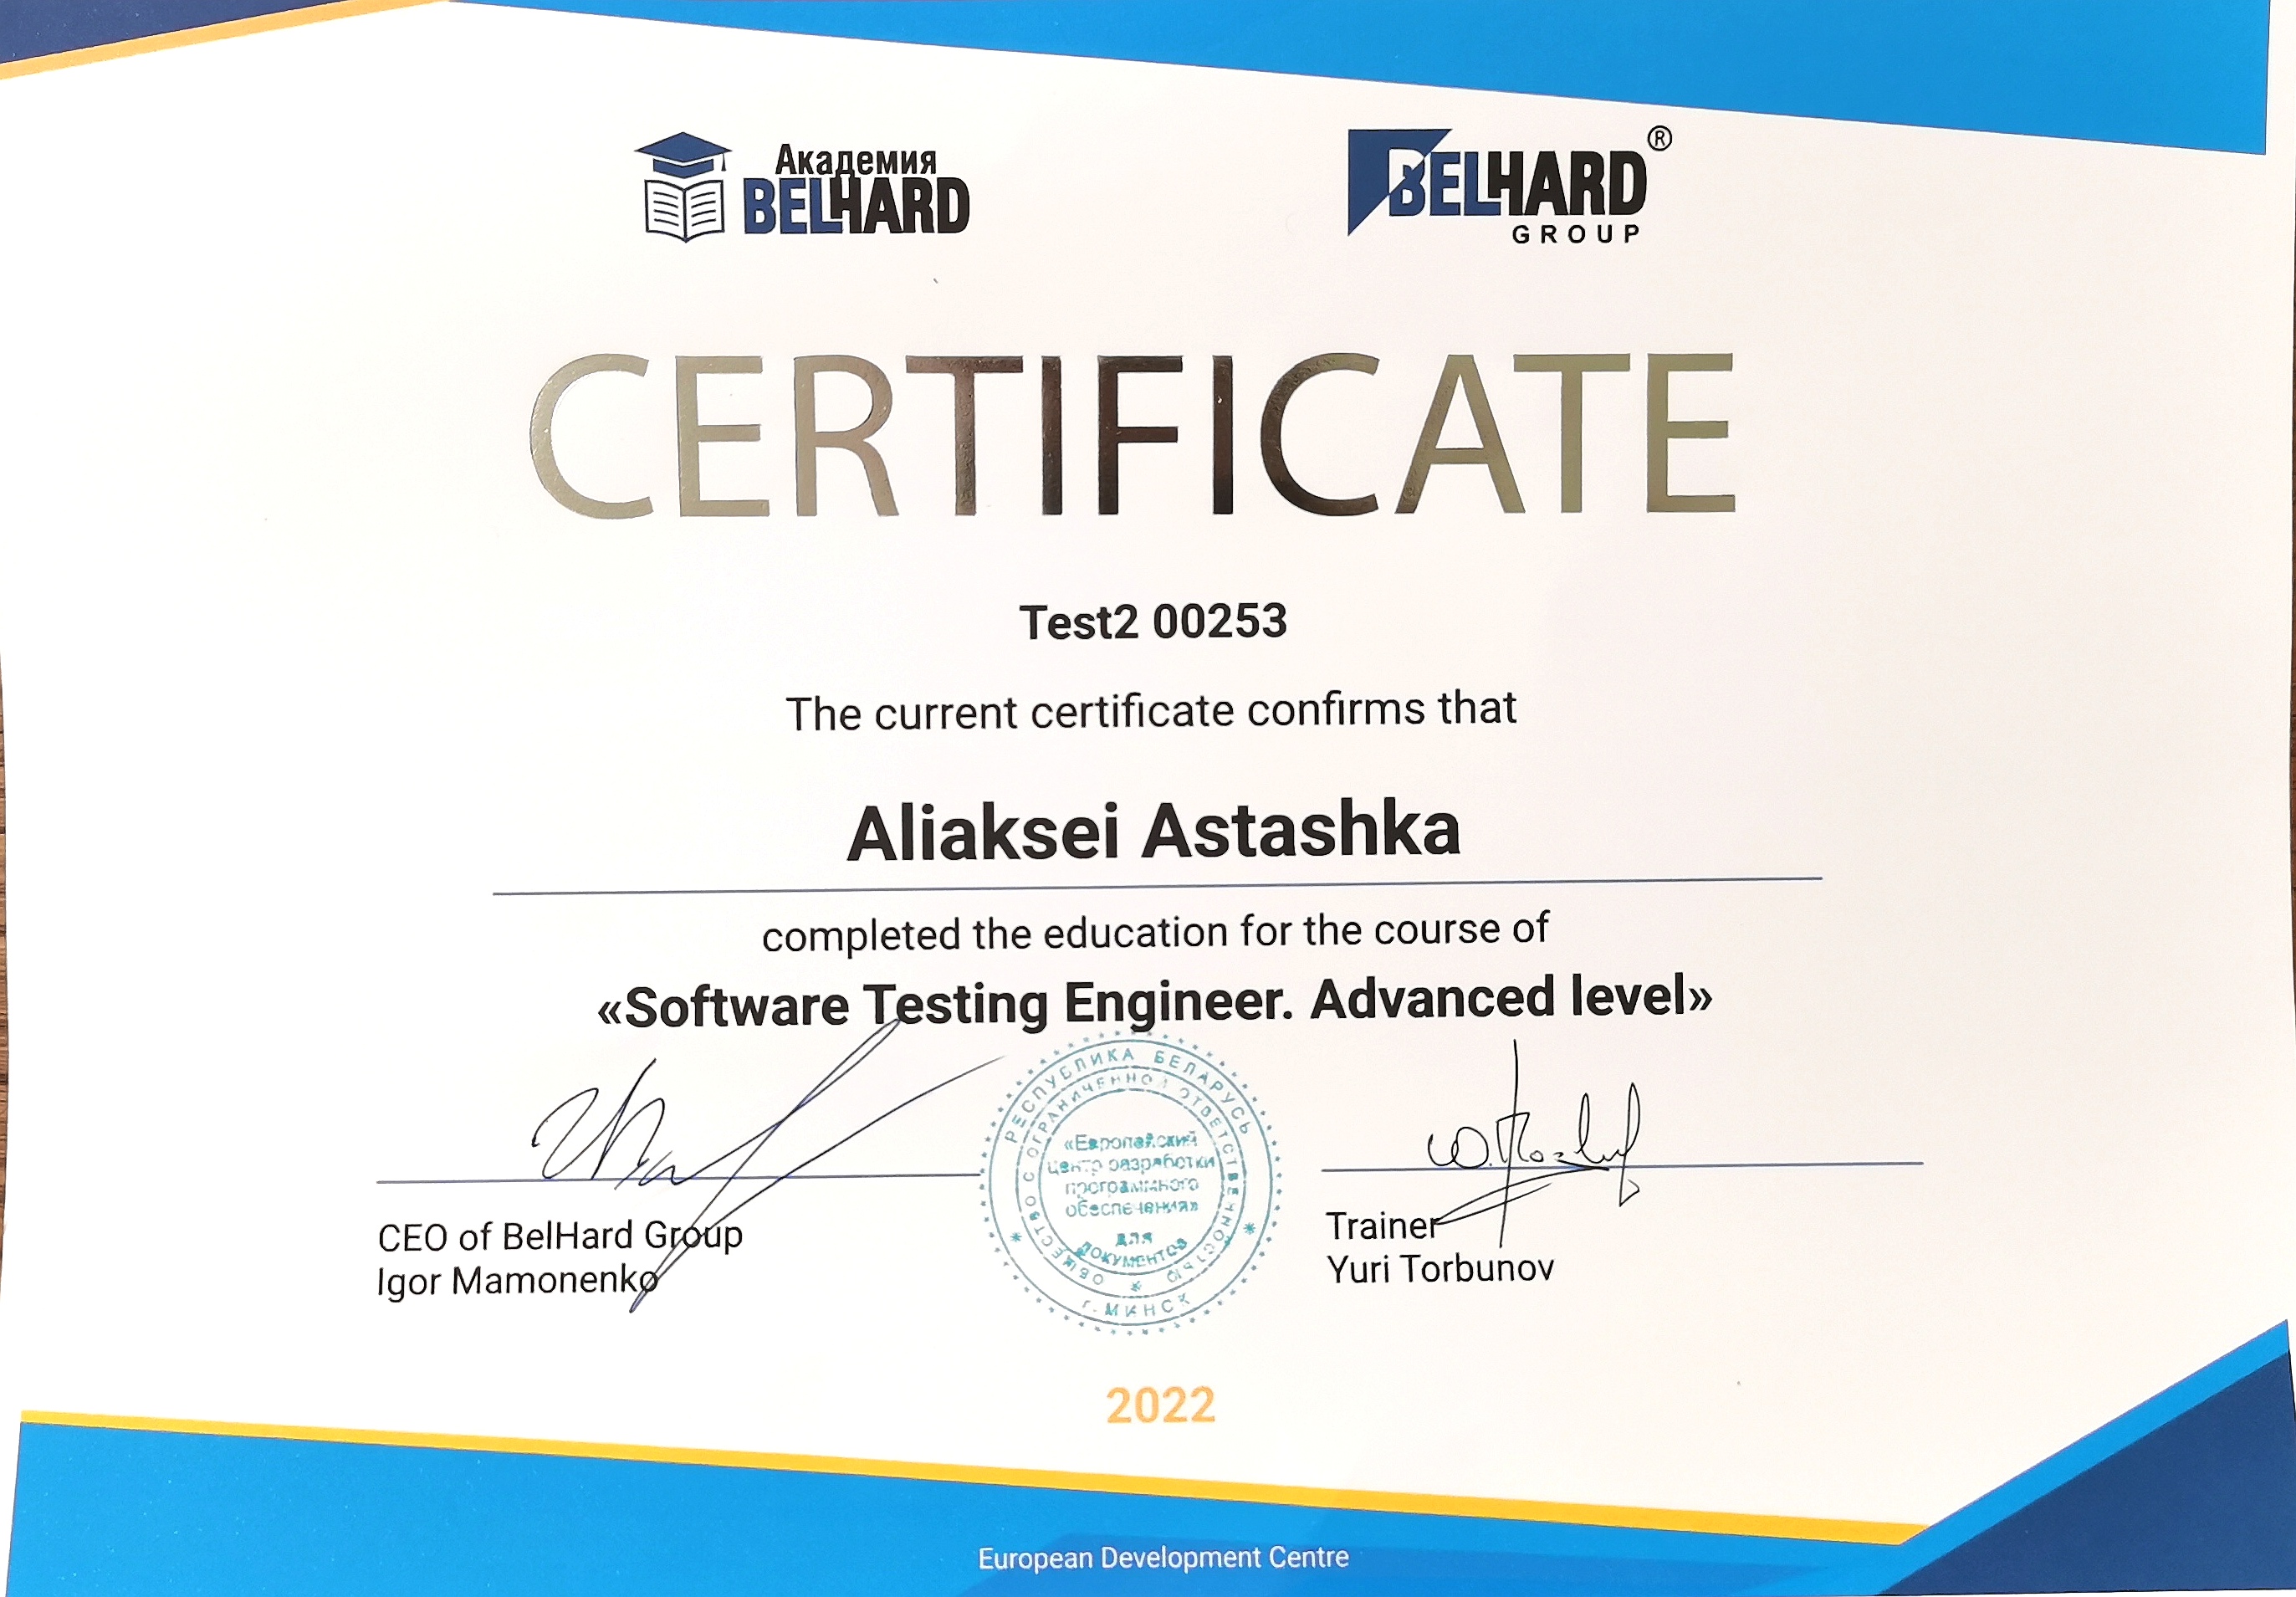 Академия
BELHARD
BELHARD®
GROUP
CERTIFICATE
Test2 00253
The current certificate confirms that
Aliaksei Astashka
completed the education for the course of
«Software Testing Engineer. Advanced level»
РЕСПУБЛИКА БЕЛАРУСЬ
ОБЩЕСТВО С ОГРАНИЧЕННОЙ ОТВЕТСТВЕННОСТЬЮ
«Европейский
центр разработки
программного
обеспечения»
для
ДОКУМЕНТОВ
г. МИНСК
CEO of BelHard Group
Igor Mamonenko
Trainer
Yuri Torbunov
2022
European Development Centre